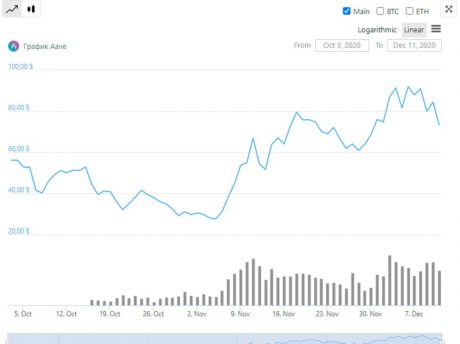 Main BTC ETH
Logarithmic Linear
График Aave
From Oct 3, 2020 To Dec 11, 2020
100,00 $
80,00 $
60,00 $
40,00 $
20,00 $
5. Oct 12. Oct 19. Oct 26. Oct 2. Nov 9. Nov 16. Nov 23. Nov 30. Nov 7. Dec